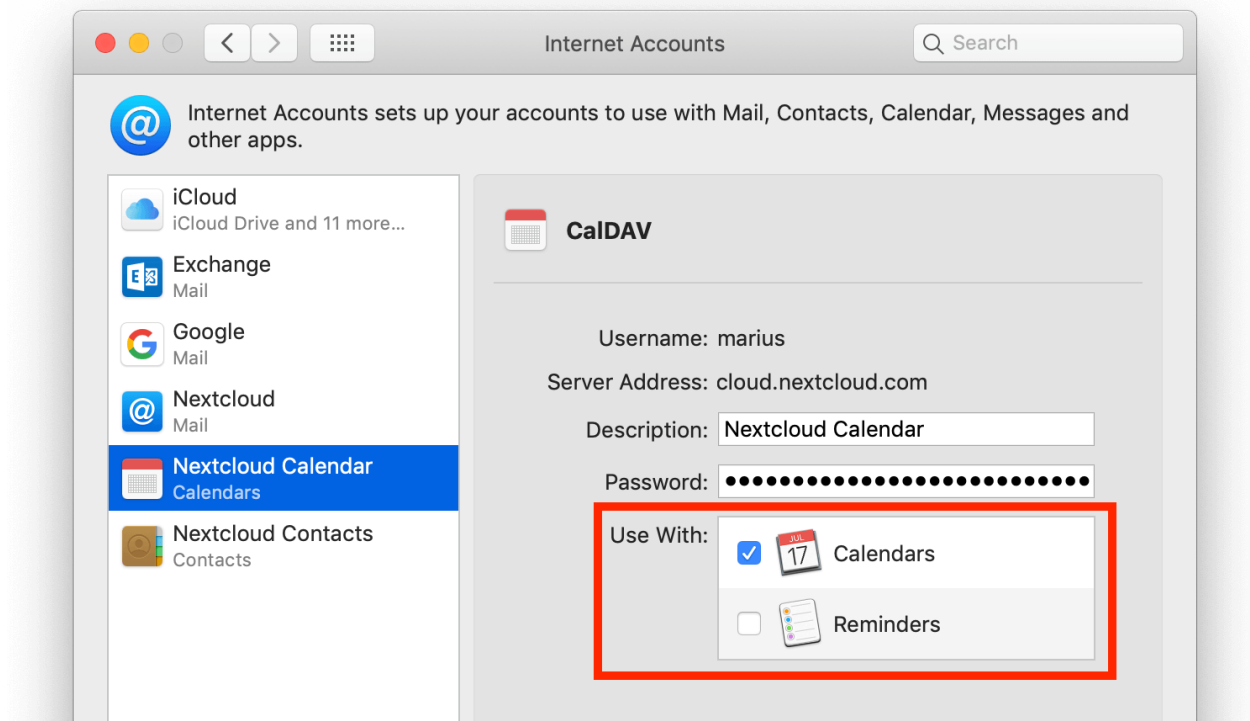 Internet Accounts
Search
Internet Accounts sets up your accounts to use with Mail, Contacts, Calendar, Messages and
other apps.
iCloud
iCloud Drive and 11 more...
Exchange
Mail
Google
Mail
Nextcloud
Mail
Nextcloud Calendar
Calendars
Nextcloud Contacts
Contacts
CalDAV
Username: marius
Server Address: cloud.nextcloud.com
Description: Nextcloud Calendar
Password: ●●●●●●●●●●●●●●●●●●●●●●●●●●●
Use With:
JUL
17
Calendars
Reminders